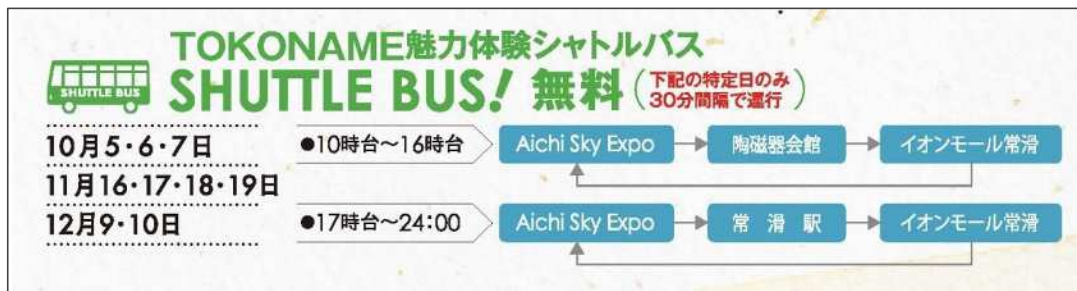 TOKONAME魅力体験シャトルバス
SHUTTLE BUS
SHUTTLE BUS! 無料（下記の特定日のみ
30分間隔で運行）
10月5・6・7日
11月16・17・18・19日
12月9・10日
●10時台〜16時台 Aichi Sky Expo 陶磁器会館 イオンモール常滑
●17時台〜24:00 Aichi Sky Expo 常滑駅 イオンモール常滑